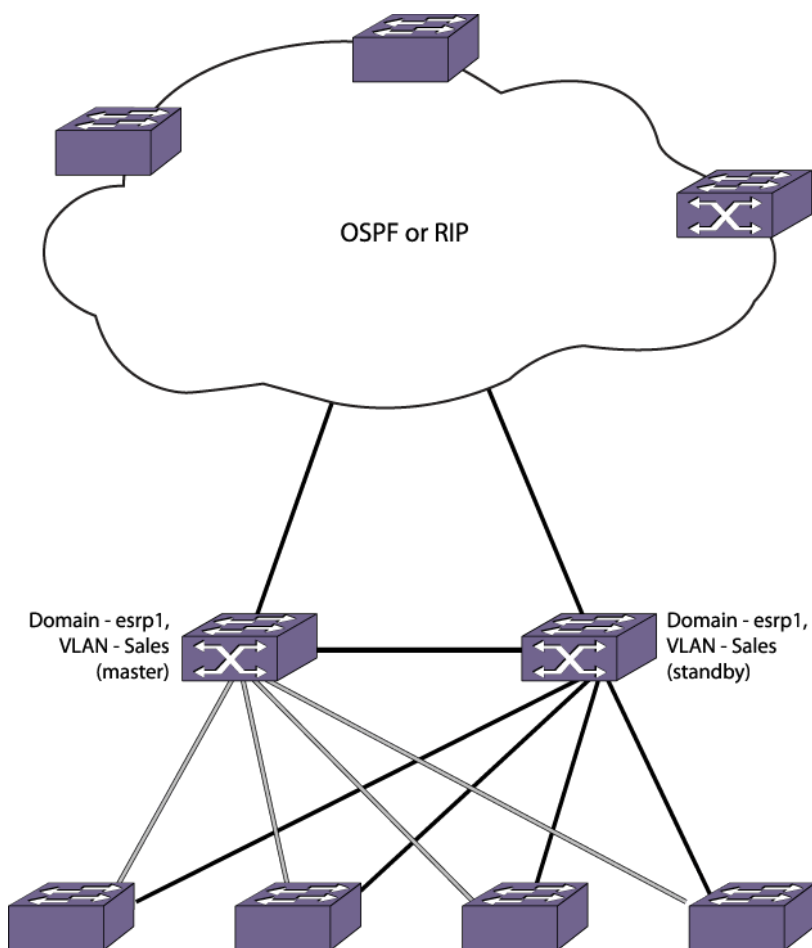 OSPF or RIP
Domain - esrp1,
VLAN - Sales
(master)
Domain - esrp1,
VLAN - Sales
(standby)